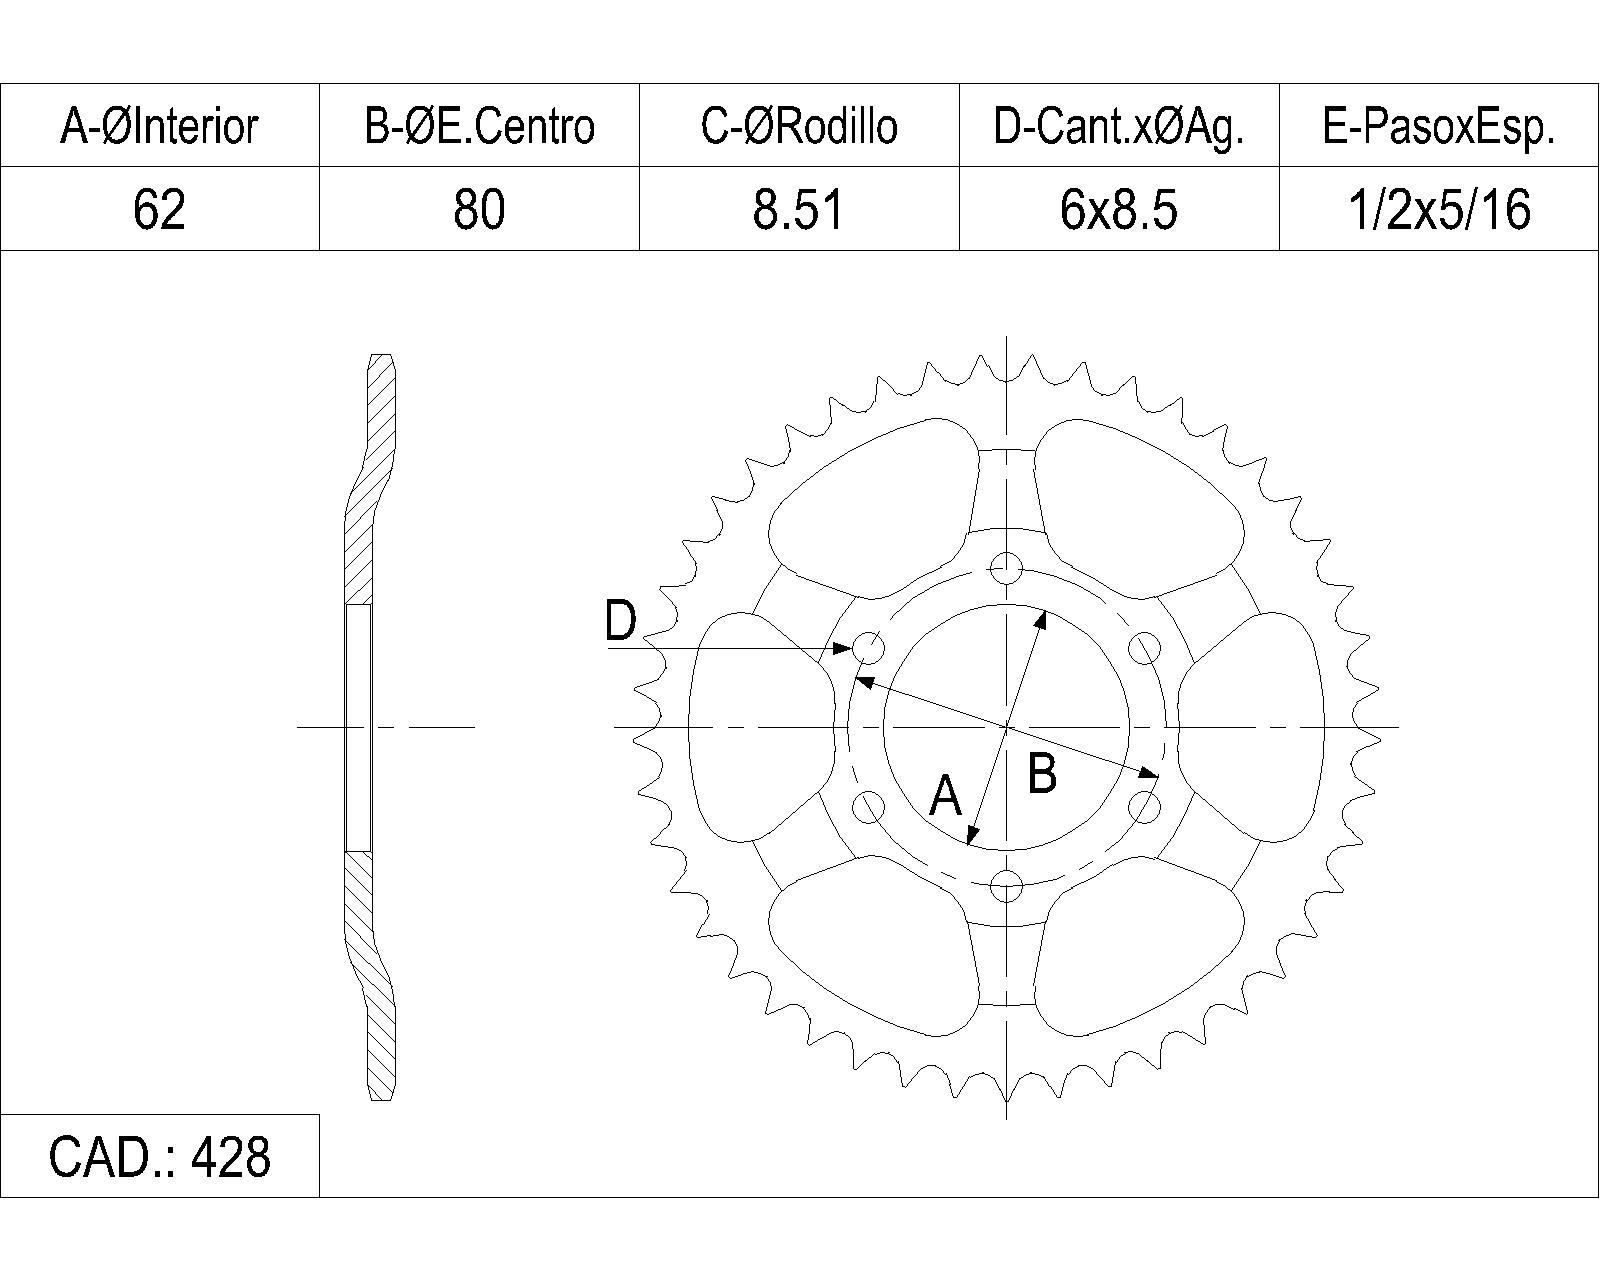 A-ØInterior B-ØE.Centro C-ØRodillo D-Cant.xØAg. E-PasoxEsp.
62 80 8.51 6x8.5 1/2x5/16
D
B
A
CAD.: 428